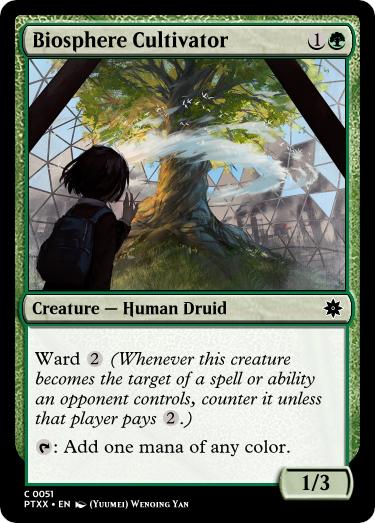 Biosphere Cultivator 1
Creature — Human Druid
Ward 2 (Whenever this creature
becomes the target of a spell or ability
an opponent controls, counter it unless
that player pays 2.)
: Add one mana of any color.
1/3
C 0051
PTXX • EN (Yuumei) Wenqing Yan